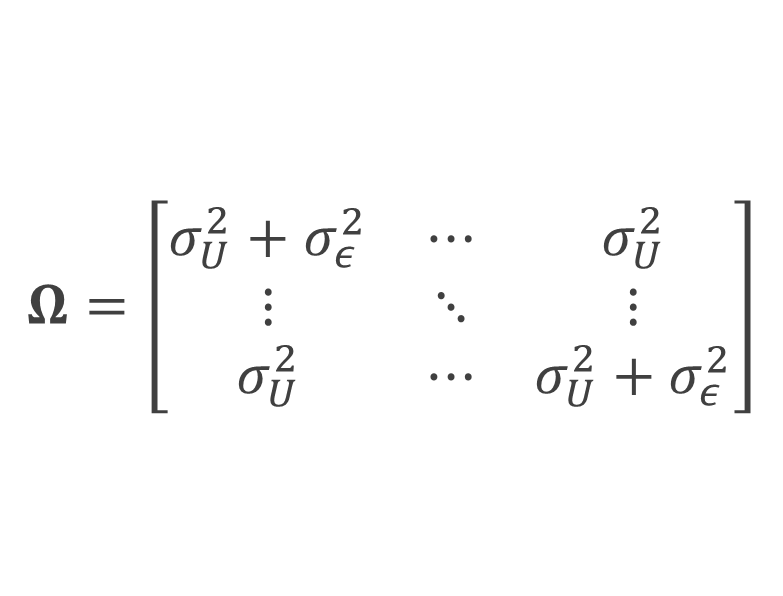 𝛀 = [ σ_U^2 + σ_ϵ^2 ⋯ σ_U^2
⋮ ⋱ ⋮
σ_U^2 ⋯ σ_U^2 + σ_ϵ^2 ]